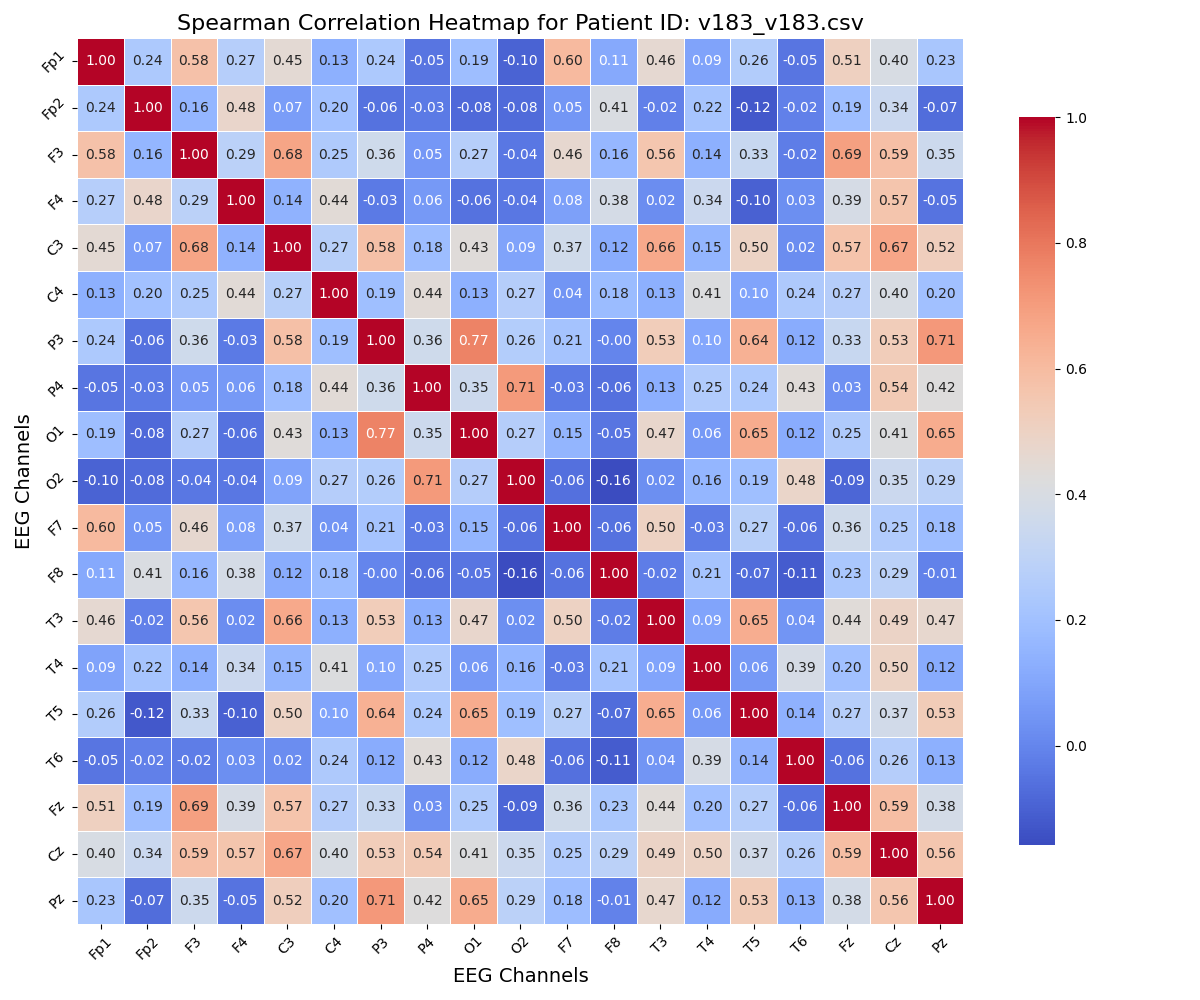 Spearman Correlation Heatmap for Patient ID: v183_v183.csv
Fp1 1.00 0.24 0.58 0.27 0.45 0.13 0.24 -0.05 0.19 -0.10 0.60 0.11 0.46 0.09 0.26 -0.05 0.51 0.40 0.23
Fp2 0.24 1.00 0.16 0.48 0.07 0.20 -0.06 -0.03 -0.08 -0.08 0.05 0.41 -0.02 0.22 -0.12 -0.02 0.19 0.34 -0.07
F3 0.58 0.16 1.00 0.29 0.68 0.25 0.36 0.05 0.27 -0.04 0.46 0.16 0.56 0.14 0.33 -0.02 0.69 0.59 0.35
F4 0.27 0.48 0.29 1.00 0.14 0.44 -0.03 0.06 -0.06 -0.04 0.08 0.38 0.02 0.34 -0.10 0.03 0.39 0.57 -0.05
C3 0.45 0.07 0.68 0.14 1.00 0.27 0.58 0.18 0.43 0.09 0.37 0.12 0.66 0.15 0.50 0.02 0.57 0.67 0.52
C4 0.13 0.20 0.25 0.44 0.27 1.00 0.19 0.44 0.13 0.27 0.04 0.18 0.13 0.41 0.10 0.24 0.27 0.40 0.20
P3 0.24 -0.06 0.36 -0.03 0.58 0.19 1.00 0.36 0.77 0.26 0.21 -0.00 0.53 0.10 0.64 0.12 0.33 0.53 0.71
P4 -0.05 -0.03 0.05 0.06 0.18 0.44 0.36 1.00 0.35 0.71 -0.03 -0.06 0.13 0.25 0.24 0.43 0.03 0.54 0.42
O1 0.19 -0.08 0.27 -0.06 0.43 0.13 0.77 0.35 1.00 0.27 0.15 -0.05 0.47 0.06 0.65 0.12 0.25 0.41 0.65
O2 -0.10 -0.08 -0.04 -0.04 0.09 0.27 0.26 0.71 0.27 1.00 -0.06 -0.16 0.02 0.16 0.19 0.48 -0.09 0.35 0.29
F7 0.60 0.05 0.46 0.08 0.37 0.04 0.21 -0.03 0.15 -0.06 1.00 -0.06 0.50 -0.03 0.27 -0.06 0.36 0.25 0.18
F8 0.11 0.41 0.16 0.38 0.12 0.18 -0.00 -0.06 -0.05 -0.16 -0.06 1.00 -0.02 0.21 -0.07 -0.11 0.23 0.29 -0.01
T3 0.46 -0.02 0.56 0.02 0.66 0.13 0.53 0.13 0.47 0.02 0.50 -0.02 1.00 0.09 0.65 0.04 0.44 0.49 0.47
T4 0.09 0.22 0.14 0.34 0.15 0.41 0.10 0.25 0.06 0.16 -0.03 0.21 0.09 1.00 0.06 0.39 0.20 0.50 0.12
T5 0.26 -0.12 0.33 -0.10 0.50 0.10 0.64 0.24 0.65 0.19 0.27 -0.07 0.65 0.06 1.00 0.14 0.27 0.37 0.53
T6 -0.05 -0.02 -0.02 0.03 0.02 0.24 0.12 0.43 0.12 0.48 -0.06 -0.11 0.04 0.39 0.14 1.00 -0.06 0.26 0.13
Fz 0.51 0.19 0.69 0.39 0.57 0.27 0.33 0.03 0.25 -0.09 0.36 0.23 0.44 0.20 0.27 -0.06 1.00 0.59 0.38
Cz 0.40 0.34 0.59 0.57 0.67 0.40 0.53 0.54 0.41 0.35 0.25 0.29 0.49 0.50 0.37 0.26 0.59 1.00 0.56
Pz 0.23 -0.07 0.35 -0.05 0.52 0.20 0.71 0.42 0.65 0.29 0.18 -0.01 0.47 0.12 0.53 0.13 0.38 0.56 1.00
Fp1 Fp2 F3 F4 C3 C4 P3 P4 O1 O2 F7 F8 T3 T4 T5 T6 Fz Cz Pz
EEG Channels
EEG Channels
1.0
0.8
0.6
0.4
0.2
0.0